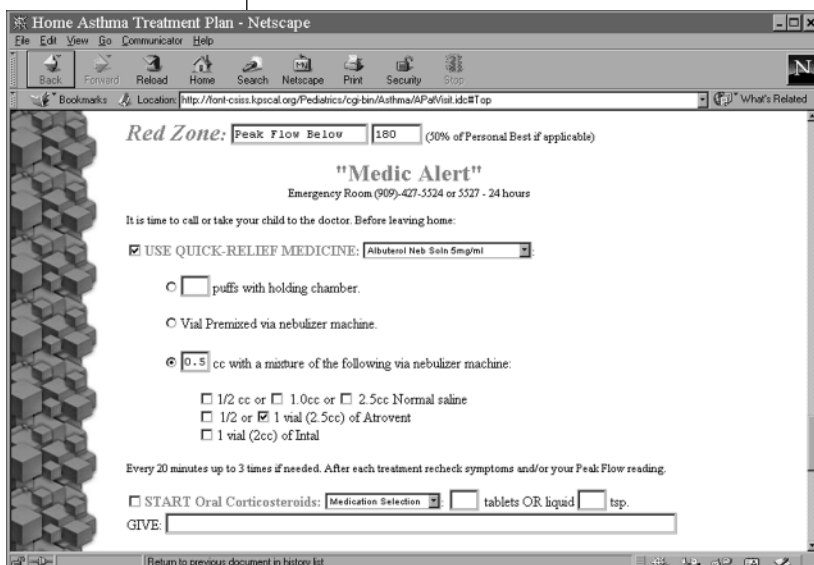 Home Asthma Treatment Plan - Netscape
File Edit View Go Communicator Help
Back Forward Reload Home Search Netscape Print Security Stop
N
Bookmarks Location: http://font-csiss.kpscal.org/Pediatrics/cgi-bin/Asthma/APatVisit.idc#Top What's Related
Red Zone: Peak Flow Below 180 (50% of Personal Best if applicable)
"Medic Alert"
Emergency Room (909)-427-5524 or 5527 - 24 hours
It is time to call or take your child to the doctor. Before leaving home:
USE QUICK-RELIEF MEDICINE: Albuterol Neb Soln 5mg/ml :
puffs with holding chamber.
Vial Premixed via nebulizer machine.
0.5 cc with a mixture of the following via nebulizer machine:
1/2 cc or 1.0cc or 2.5cc Normal saline
1/2 or 1 vial (2.5cc) of Atrovent
1 vial (2cc) of Intal
Every 20 minutes up to 3 times if needed. After each treatment recheck symptoms and/or your Peak Flow reading.
START Oral Corticosteroids: Medication Selection : tablets OR liquid tsp.
GIVE:
Return to previous document in history list